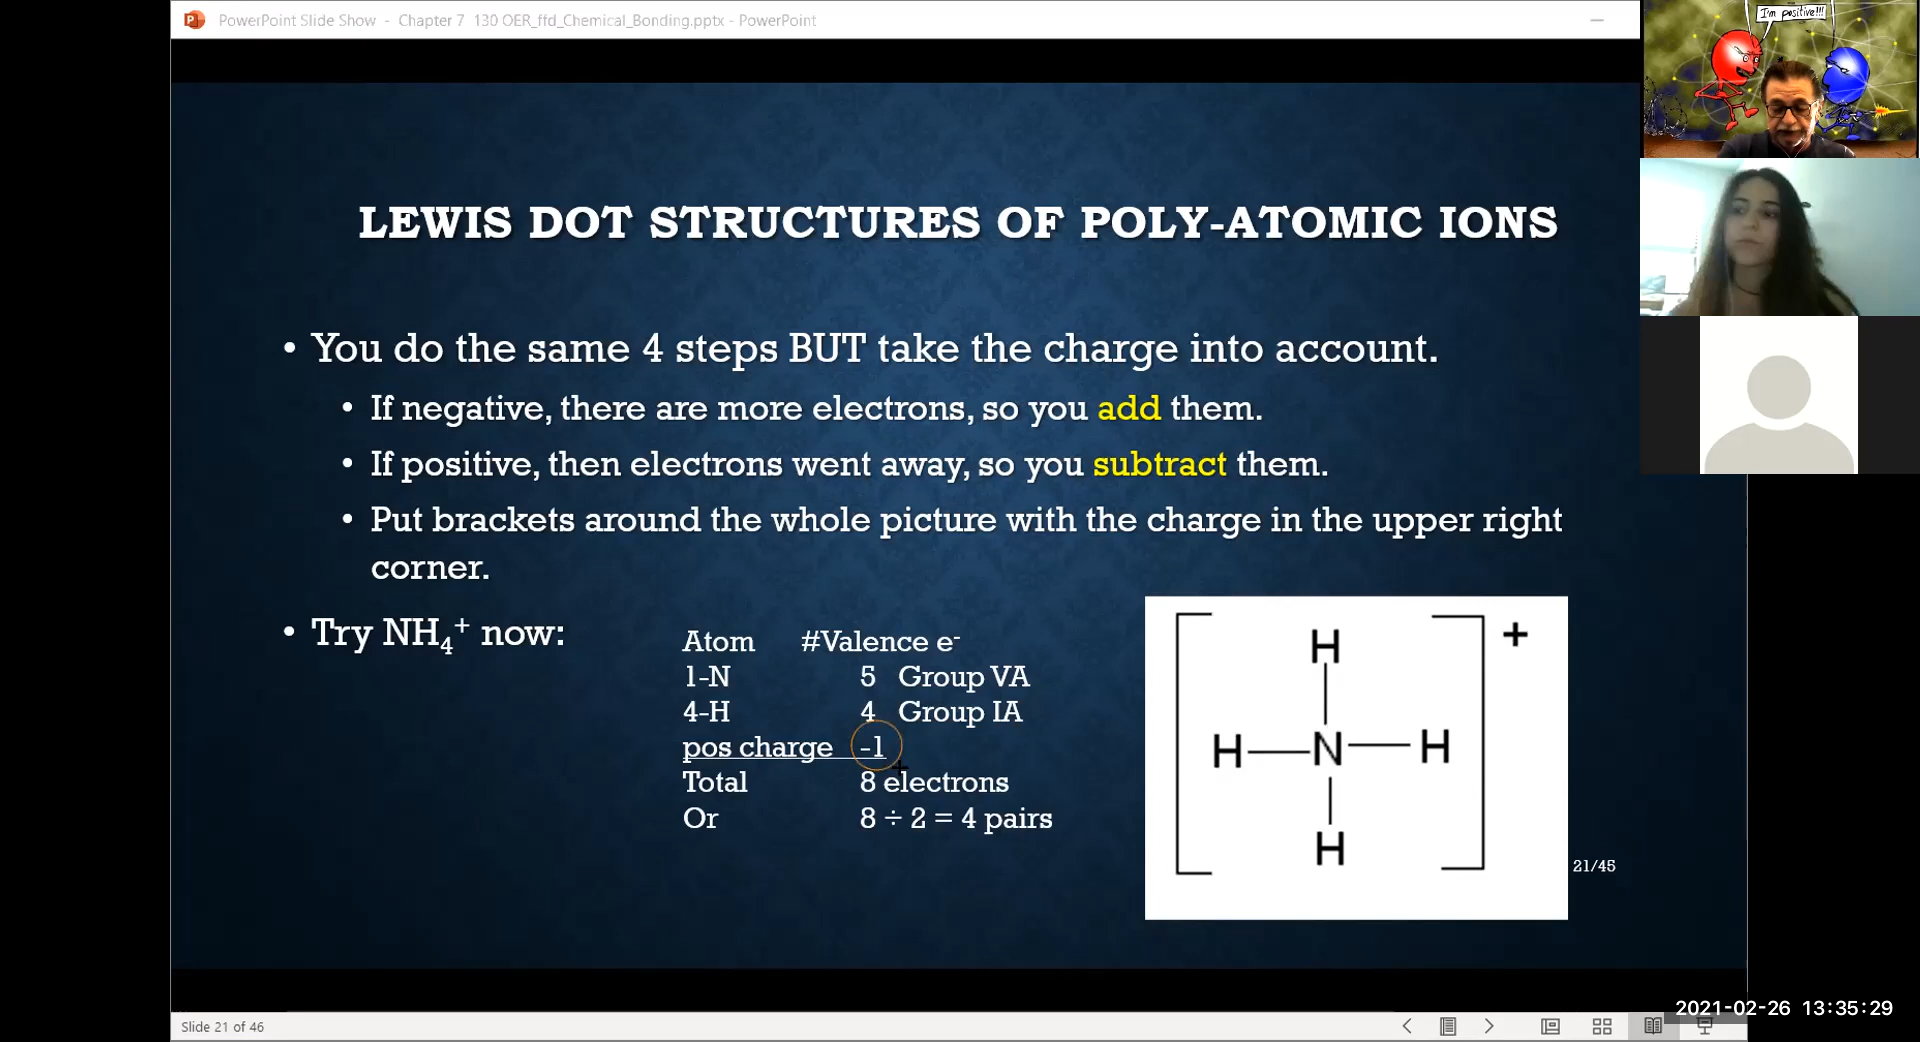 PowerPoint Slide Show - Chapter 7 130 OER_ffd_Chemical_Bonding.pptx - PowerPoint
I'm positive!!!
LEWIS DOT STRUCTURES OF POLY-ATOMIC IONS
• You do the same 4 steps BUT take the charge into account.
• If negative, there are more electrons, so you add them.
• If positive, then electrons went away, so you subtract them.
• Put brackets around the whole picture with the charge in the upper right
corner.
• Try NH₄⁺ now:
Atom #Valence e⁻
1-N 5 Group VA
4-H 4 Group IA
pos charge -1
Total 8 electrons
Or 8 ÷ 2 = 4 pairs
H
+
H N H
H
21/45
Slide 21 of 46
2021-02-26 13:35:29